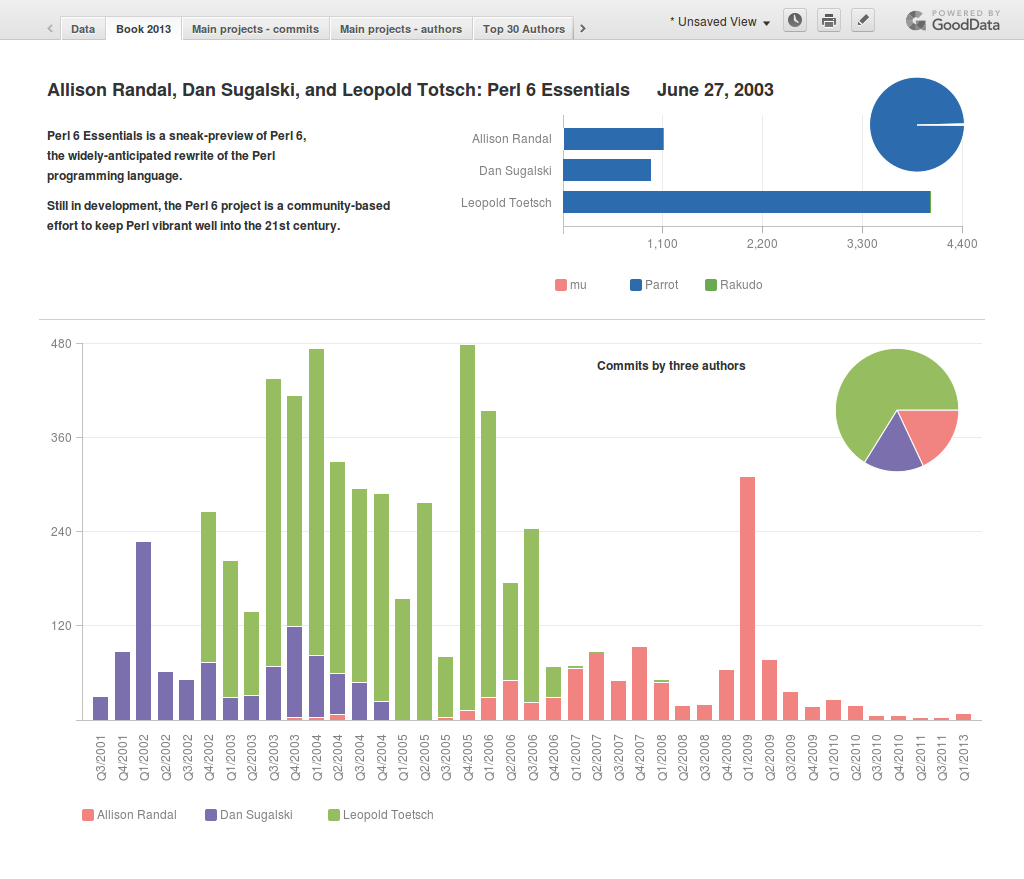 Data
Book 2013
Main projects - commits
Main projects - authors
Top 30 Authors
* Unsaved View
POWERED BY
GoodData
Allison Randal, Dan Sugalski, and Leopold Totsch: Perl 6 Essentials June 27, 2003
Perl 6 Essentials is a sneak-preview of Perl 6,
the widely-anticipated rewrite of the Perl
programming language.
Still in development, the Perl 6 project is a community-based
effort to keep Perl vibrant well into the 21st century.
Allison Randal
Dan Sugalski
Leopold Toetsch
1,100 2,200 3,300 4,400
mu Parrot Rakudo
Commits by three authors
480
360
240
120
Q3/2001
Q4/2001
Q1/2002
Q2/2002
Q3/2002
Q4/2002
Q1/2003
Q2/2003
Q3/2003
Q4/2003
Q1/2004
Q2/2004
Q3/2004
Q4/2004
Q1/2005
Q2/2005
Q3/2005
Q4/2005
Q1/2006
Q2/2006
Q3/2006
Q4/2006
Q1/2007
Q2/2007
Q3/2007
Q4/2007
Q1/2008
Q2/2008
Q3/2008
Q4/2008
Q1/2009
Q2/2009
Q3/2009
Q4/2009
Q1/2010
Q2/2010
Q3/2010
Q4/2010
Q2/2011
Q3/2011
Q1/2013
Allison Randal Dan Sugalski Leopold Toetsch